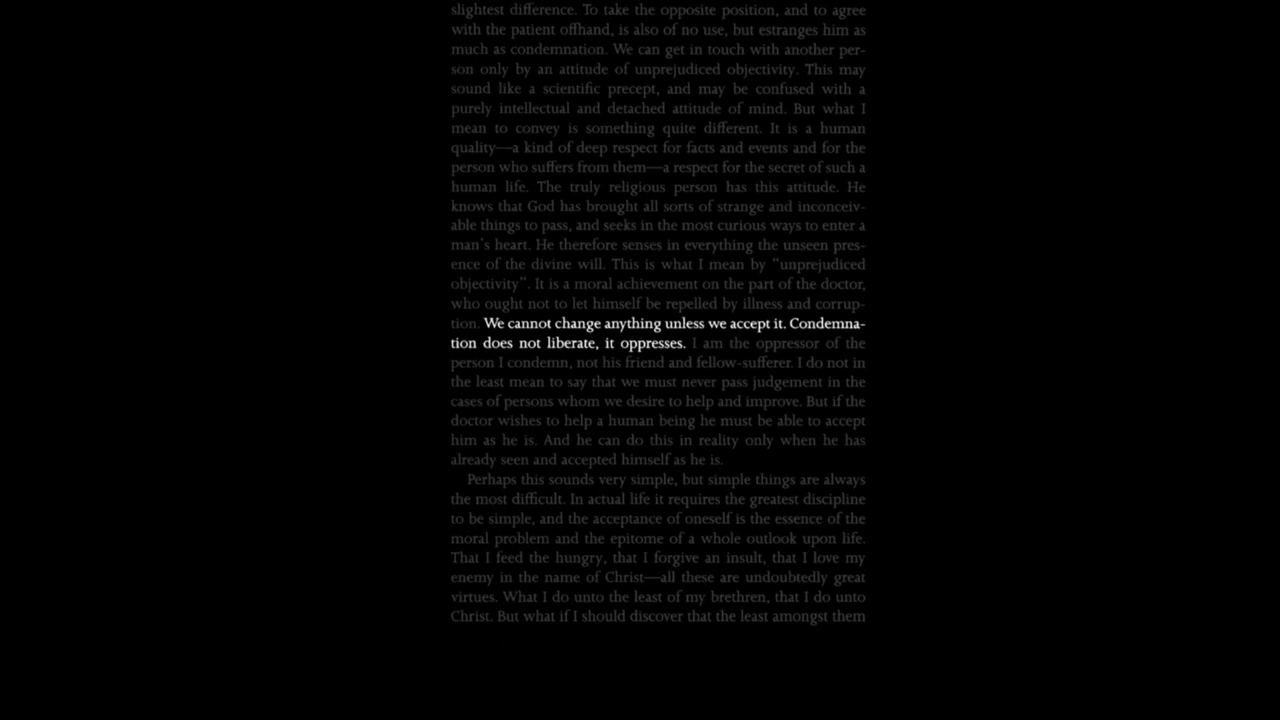 slightest difference. To take the opposite position, and to agree
with the patient offhand, is also of no use, but estranges him as
much as condemnation. We can get in touch with another per-
son only by an attitude of unprejudiced objectivity. This may
sound like a scientific precept, and may be confused with a
purely intellectual and detached attitude of mind. But what I
mean to convey is something quite different. It is a human
quality—a kind of deep respect for facts and events and for the
person who suffers from them—a respect for the secret of such a
human life. The truly religious person has this attitude. He
knows that God has brought all sorts of strange and inconceiv-
able things to pass, and seeks in the most curious ways to enter a
man's heart. He therefore senses in everything the unseen pres-
ence of the divine will. This is what I mean by “unprejudiced
objectivity”. It is a moral achievement on the part of the doctor,
who ought not to let himself be repelled by illness and corrup-
tion. We cannot change anything unless we accept it. Condemna-
tion does not liberate, it oppresses. I am the oppressor of the
person I condemn, not his friend and fellow-sufferer. I do not in
the least mean to say that we must never pass judgement in the
cases of persons whom we desire to help and improve. But if the
doctor wishes to help a human being he must be able to accept
him as he is. And he can do this in reality only when he has
already seen and accepted himself as he is.
Perhaps this sounds very simple, but simple things are always
the most difficult. In actual life it requires the greatest discipline
to be simple, and the acceptance of oneself is the essence of the
moral problem and the epitome of a whole outlook upon life.
That I feed the hungry, that I forgive an insult, that I love my
enemy in the name of Christ—all these are undoubtedly great
virtues. What I do unto the least of my brethren, that I do unto
Christ. But what if I should discover that the least amongst them